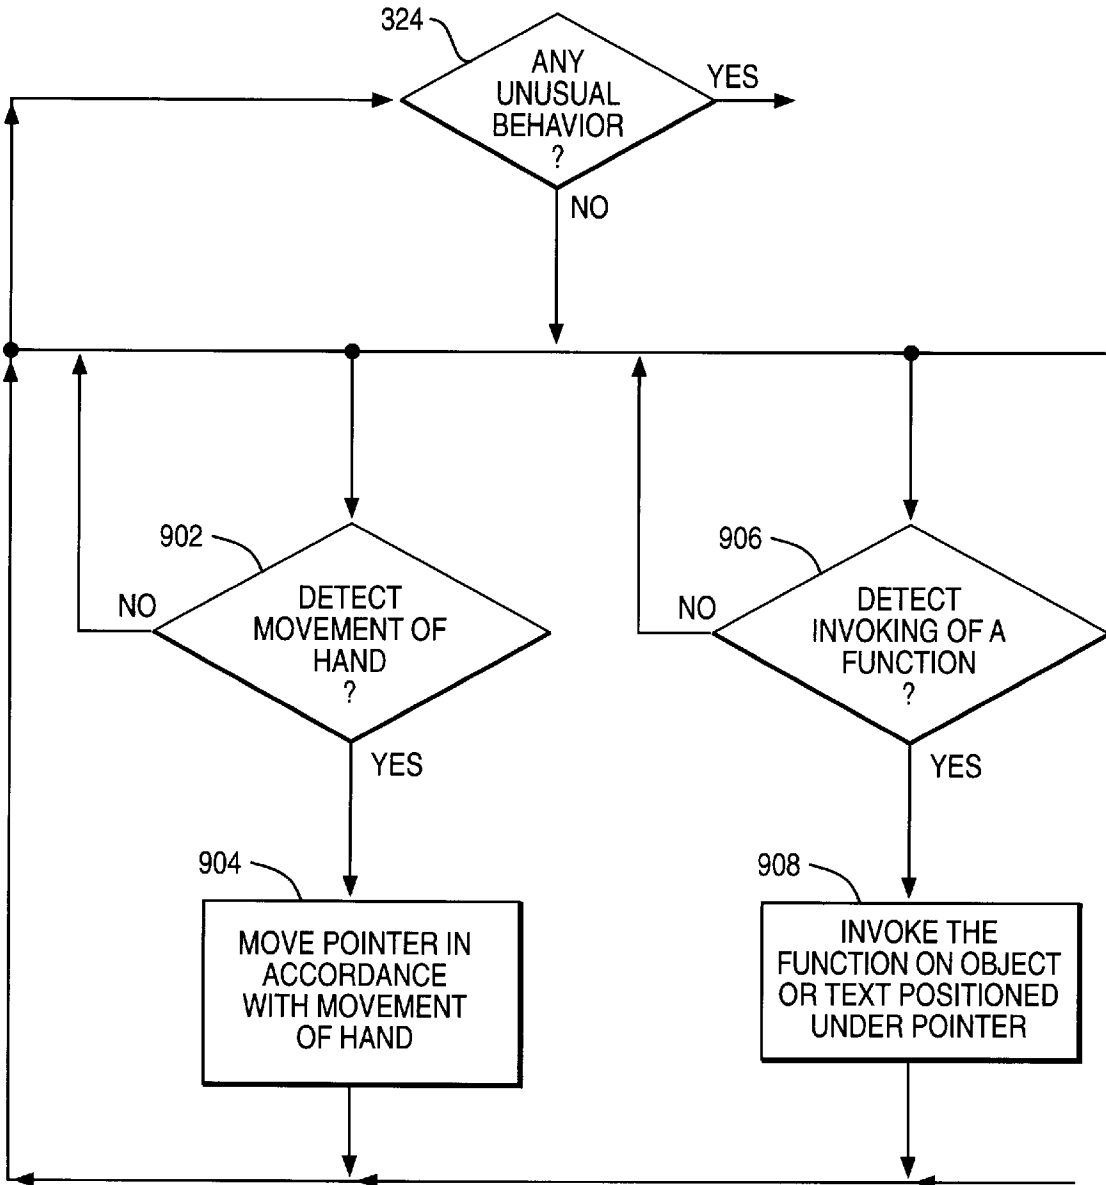 324
ANY
UNUSUAL
BEHAVIOR
?
YES
NO
902
NO
DETECT
MOVEMENT OF
HAND
?
YES
906
NO
DETECT
INVOKING OF A
FUNCTION
?
YES
904
MOVE POINTER IN
ACCORDANCE
WITH MOVEMENT
OF HAND
908
INVOKE THE
FUNCTION ON OBJECT
OR TEXT POSITIONED
UNDER POINTER